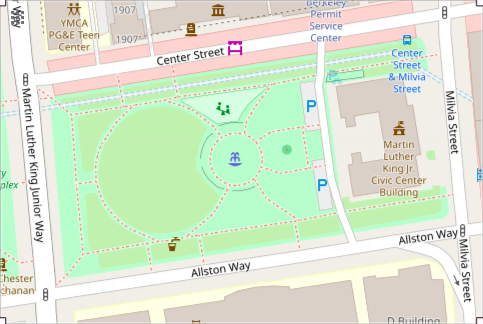 Way
YMCA
PG&E Teen
Center
1907
1907
Berkeley
Permit
Service
Center
Center Street
Center
Street
& Milvia
Street
Martin Luther King Junior Way
Milvia Street
P
P
Martin
Luther
King Jr.
Civic Center
Building
Allston Way
Allston Way
Milvia Street
Chester
chanan
plex
D Building